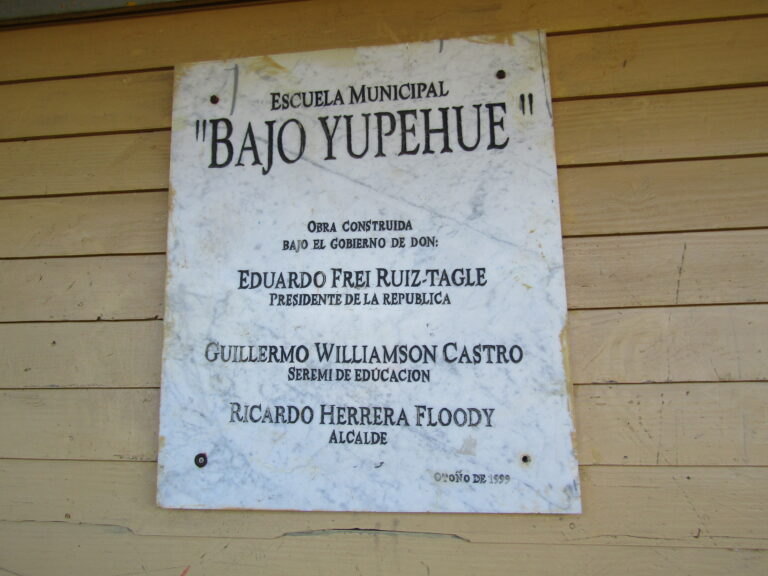 ESCUELA MUNICIPAL
"BAJO YUPEHUE"
OBRA CONSTRUIDA
BAJO EL GOBIERNO DE DON:
EDUARDO FREI RUIZ-TAGLE
PRESIDENTE DE LA REPUBLICA
GUILLERMO WILLIAMSON CASTRO
SEREMI DE EDUCACION
RICARDO HERRERA FLOODY
ALCALDE
OTOÑO DE 1999